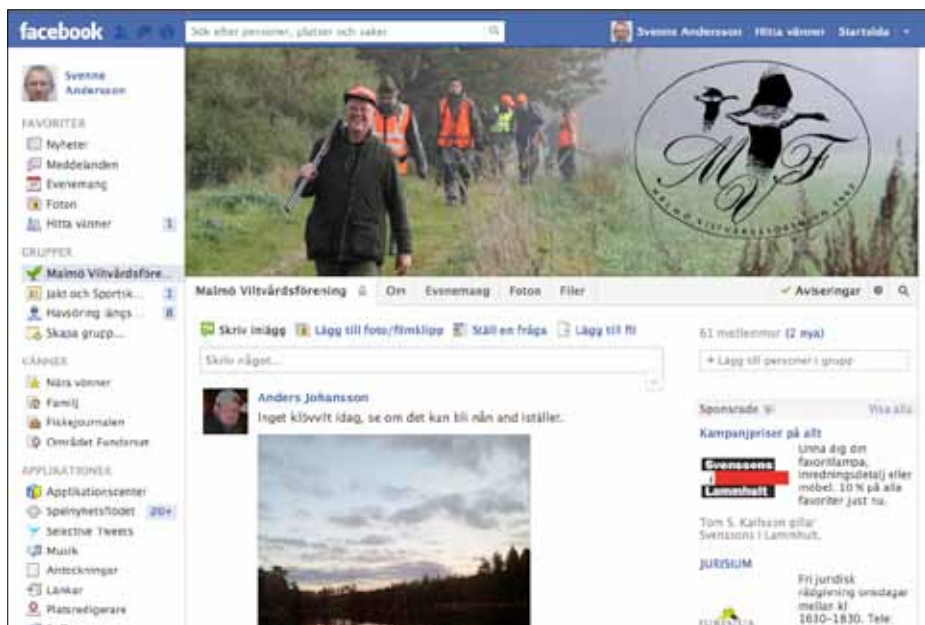 facebook
Sök efter personer, platser och saker
Svenne Andersson Hitta vänner Startsida
Svenne
Andersson
FAVORITER
Nyheter
Meddelanden
Evenemang
Foton
Hitta vänner 1
GRUPPER
Malmö Viltvårdsföre...
Jakt och Sportsk... 1
Havsöring längs ... 8
Skapa grupp...
VÄNNER
Nära vänner
Familj
Fiskejournalen
Området
APPLIKATIONER
Applikationscenter
Spelnyhetsflödet 20+
Selective Tweets
Musik
Anteckningar
Länkar
Platsredigerare
MVF
MALMÖ VILTVÅRDSFÖRENING
Malmö Viltvårdsförening Om Evenemang Foton Filer
Aviseringar
Skriv inlägg Lägg till foto/filmklipp Ställ en fråga Lägg till fil
Skriv något...
Anders Johansson
Inget klövvilt idag, se om det kan bli nån and istället.
61 medlemmar (2 nya)
+ Lägg till personer i grupp
Sponsrade Visa alla
Kampanjpriser på allt
Svenssons
i
Lammhult
Unna dig din
favoritlampa,
inredningsdetalj eller
möbel. 10 % på alla
favoriter just nu.
Tom S. Karlsson gillar
Svenssons i Lammhult.
JURISIUM
Fri juridisk
rådgivning onsdagar
mellan kl
1630-1830. Tele